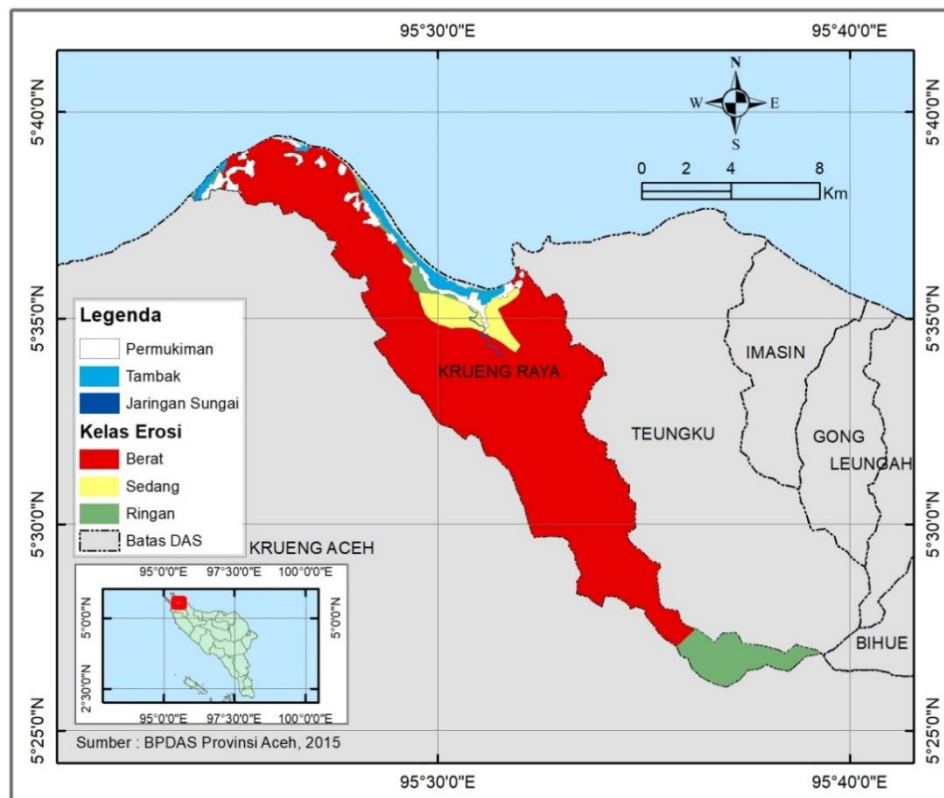 95°30'0"E 95°40'0"E
N
W E
S
5°40'0"N 5°40'0"N
0 2 4 8
Km
5°35'0"N 5°35'0"N
Legenda
Permukiman
Tambak
Jaringan Sungai
Kelas Erosi
Berat
Sedang
Ringan
Batas DAS
IMASIN
KRUENG RAYA
TEUNGKU
GONG
LEUNGAH
5°30'0"N 5°30'0"N
KRUENG ACEH
BIHUE
95°0'0"E 97°30'0"E 100°0'0"E
5°0'0"N 5°0'0"N
2°30'0"N
95°0'0"E 97°30'0"E 100°0'0"E
Sumber : BPDAS Provinsi Aceh, 2015
5°25'0"N 5°25'0"N
95°30'0"E 95°40'0"E